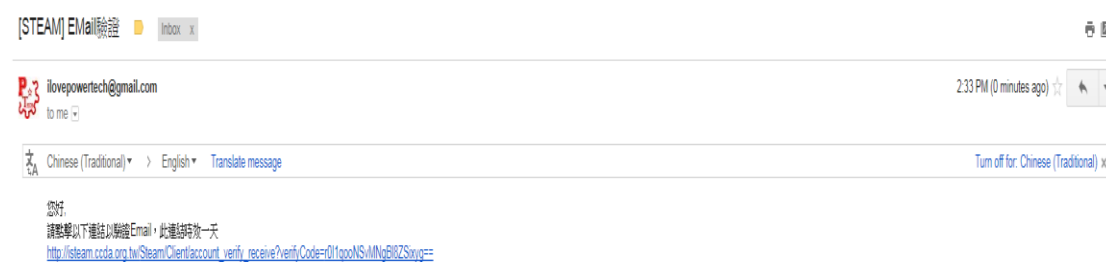 [STEAM] EMail驗證 Inbox x
ilovepowertech@gmail.com 2:33 PM (0 minutes ago)
to me
Chinese (Traditional) > English Translate message Turn off for: Chinese (Traditional) x
您好,
請點擊以下連結以驗證Email，此連結時效一天
http://isteam.ccda.org.tw/Steam/Client/account_verify_receive?verifyCode=r0I1qooNSvMNgBl8ZSixyg==